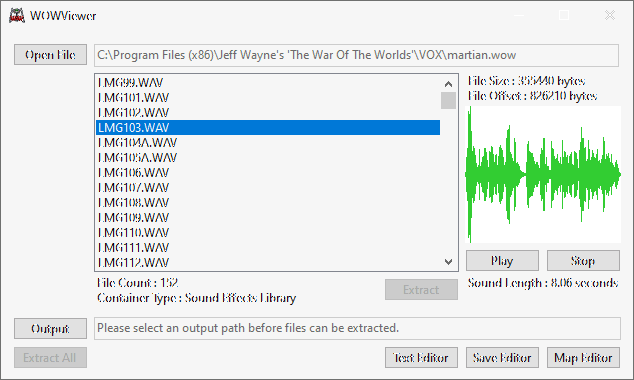 WOWViewer
Open File
C:\Program Files (x86)\Jeff Wayne's 'The War Of The Worlds'\VOX\martian.wow
LMG99.WAV
LMG101.WAV
LMG102.WAV
LMG103.WAV
LMG104A.WAV
LMG105A.WAV
LMG106.WAV
LMG107.WAV
LMG108.WAV
LMG109.WAV
LMG110.WAV
LMG111.WAV
LMG112.WAV
File Size : 355440 bytes
File Offset : 826210 bytes
Play
Stop
Sound Length : 8.06 seconds
File Count : 152
Container Type : Sound Effects Library
Extract
Output
Please select an output path before files can be extracted.
Extract All
Text Editor
Save Editor
Map Editor